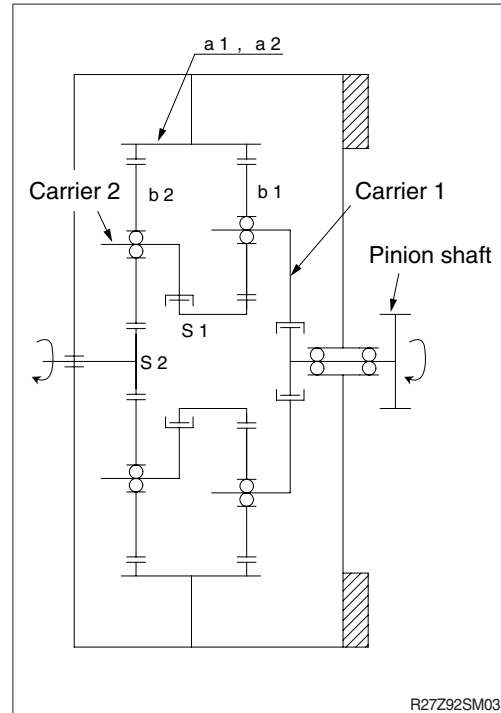 a 1 , a 2
b 2
b 1
Carrier 2
Carrier 1
Pinion shaft
S 1
S 2
R27Z92SM03